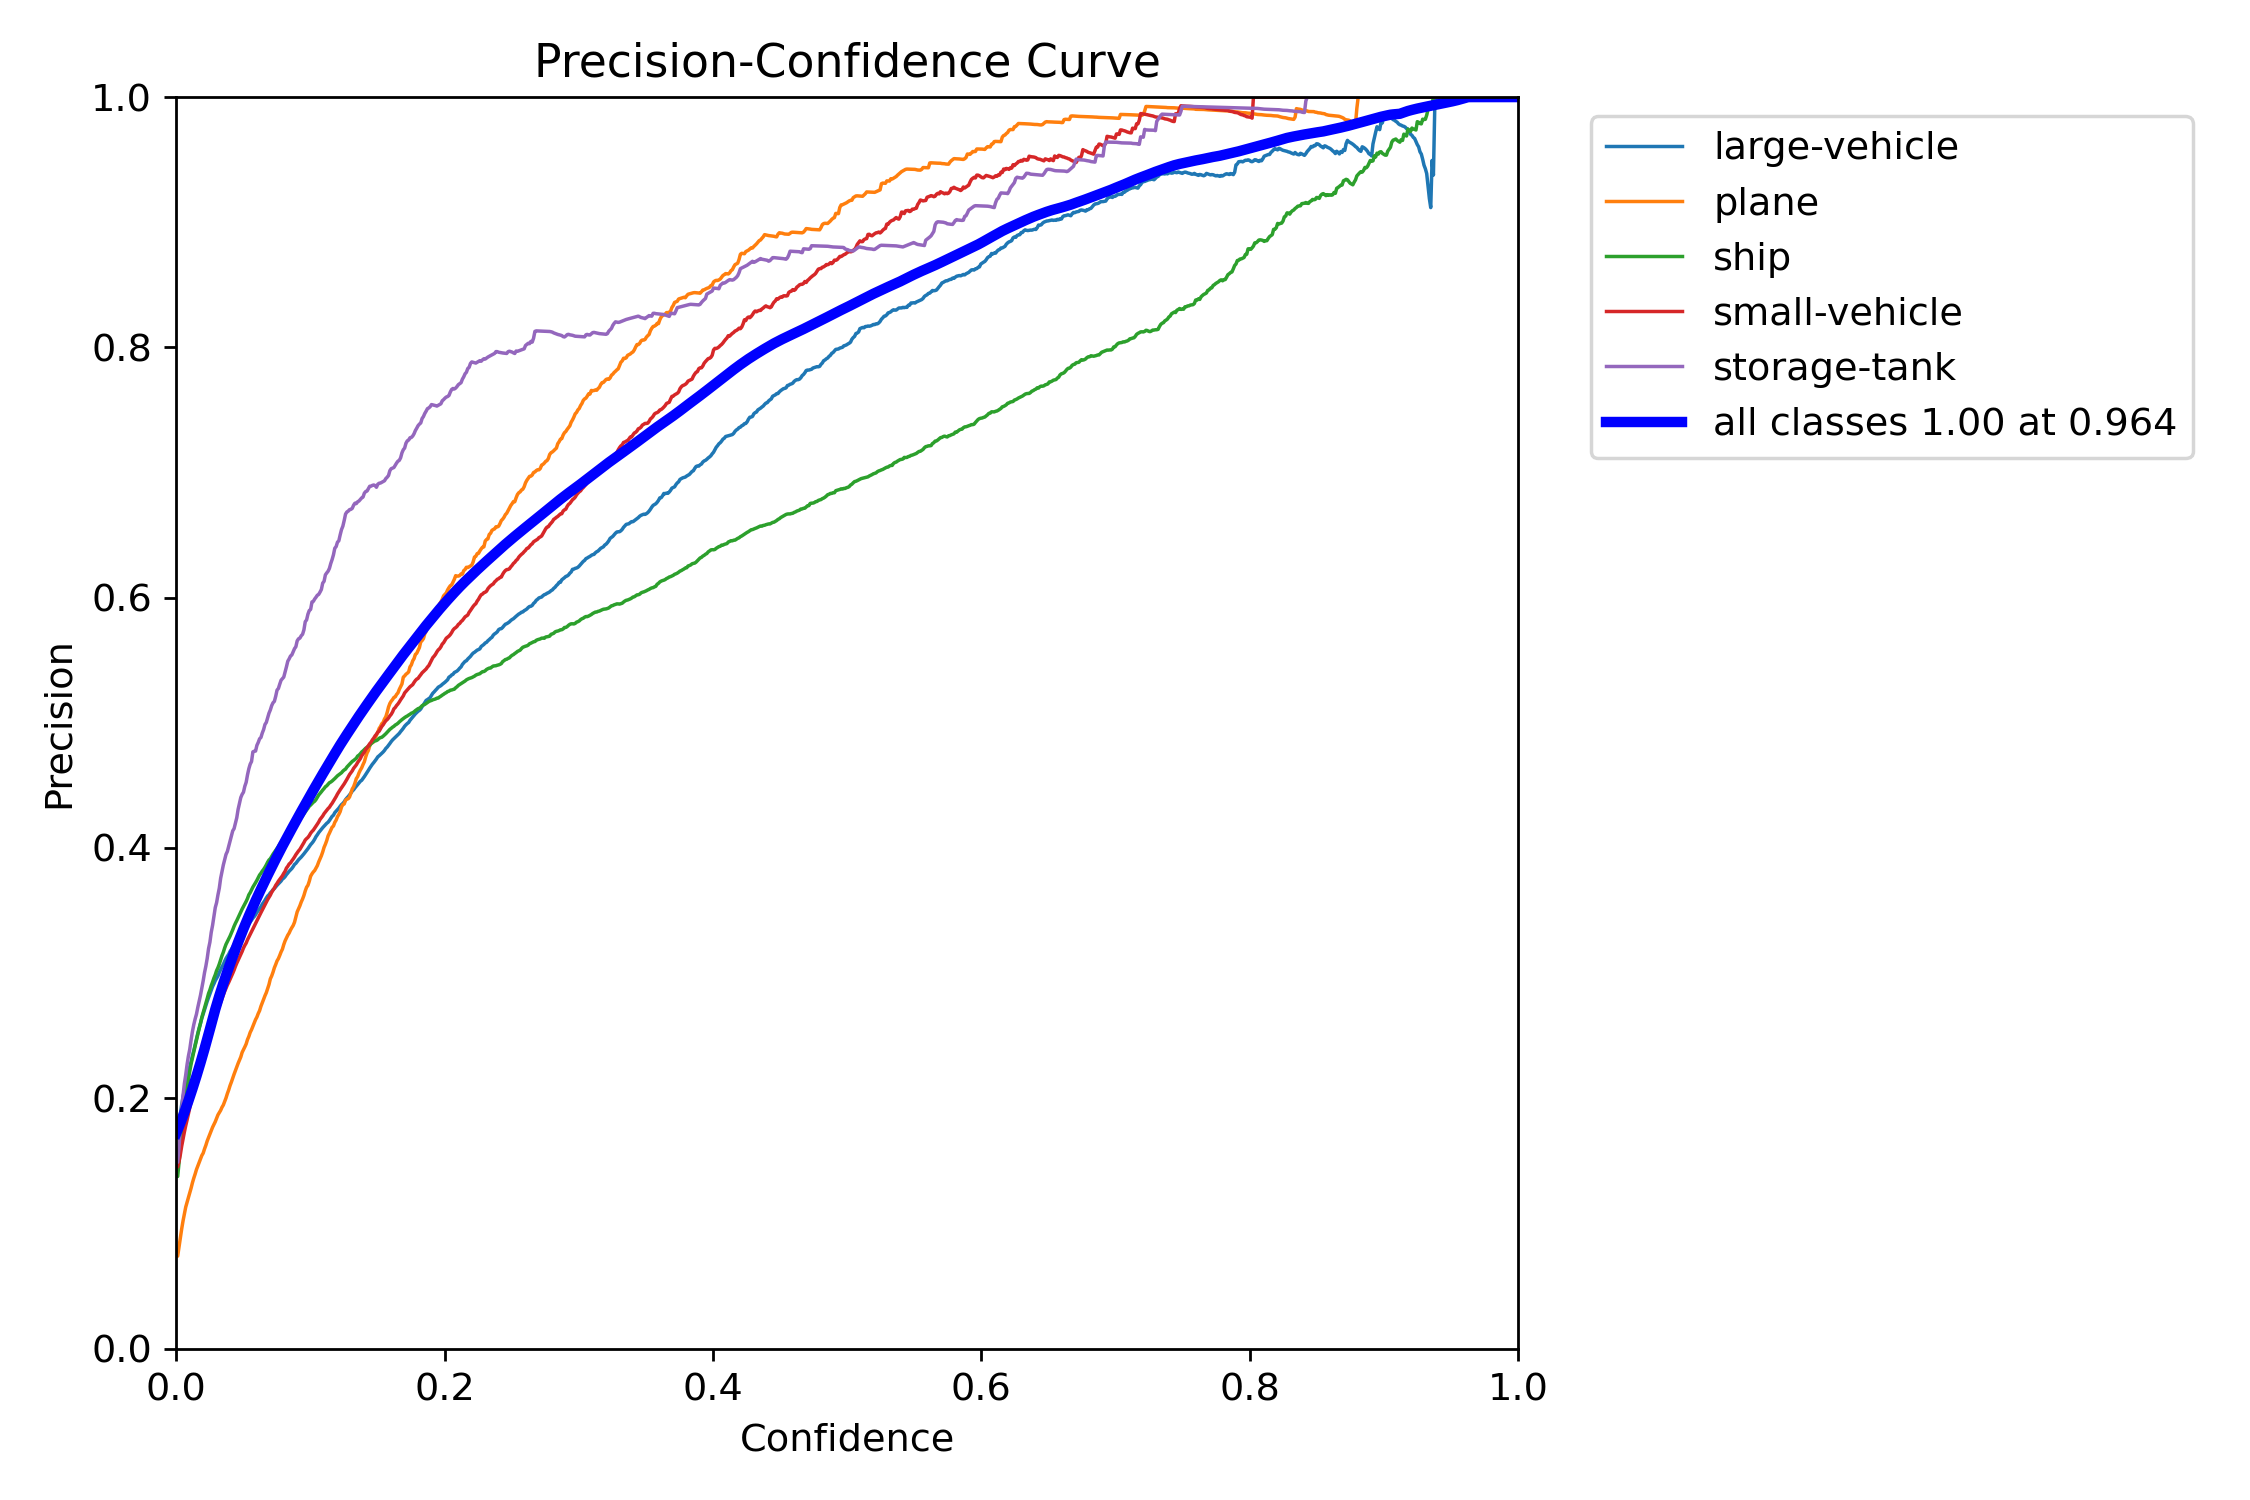 Precision-Confidence Curve
1.0
0.8
0.6
0.4
0.2
0.0
Precision
0.0 0.2 0.4 0.6 0.8 1.0
Confidence
large-vehicle
plane
ship
small-vehicle
storage-tank
all classes 1.00 at 0.964